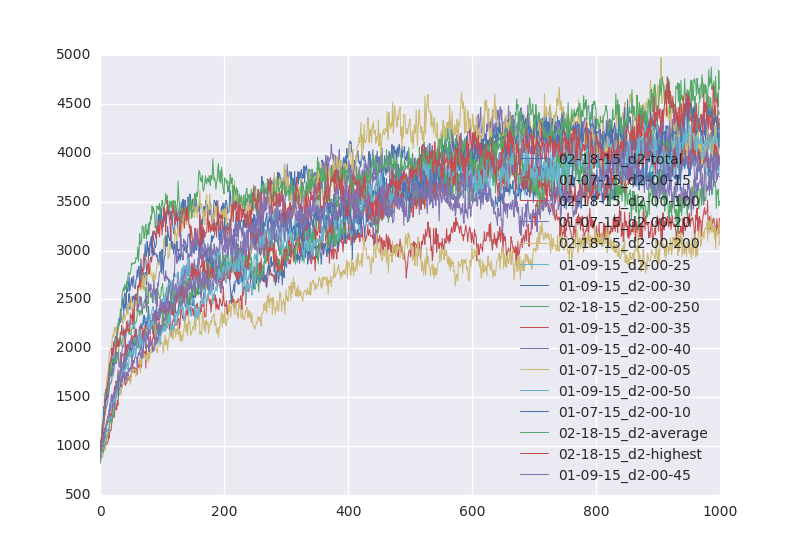 5000
4500
4000
3500
3000
2500
2000
1500
1000
500
0
200
400
600
800
1000
02-18-15_d2-total
01-07-15_d2-00-15
02-18-15_d2-00-100
01-07-15_d2-00-20
02-18-15_d2-00-200
01-09-15_d2-00-25
01-09-15_d2-00-30
02-18-15_d2-00-250
01-09-15_d2-00-35
01-09-15_d2-00-40
01-07-15_d2-00-05
01-09-15_d2-00-50
01-07-15_d2-00-10
02-18-15_d2-average
02-18-15_d2-highest
01-09-15_d2-00-45